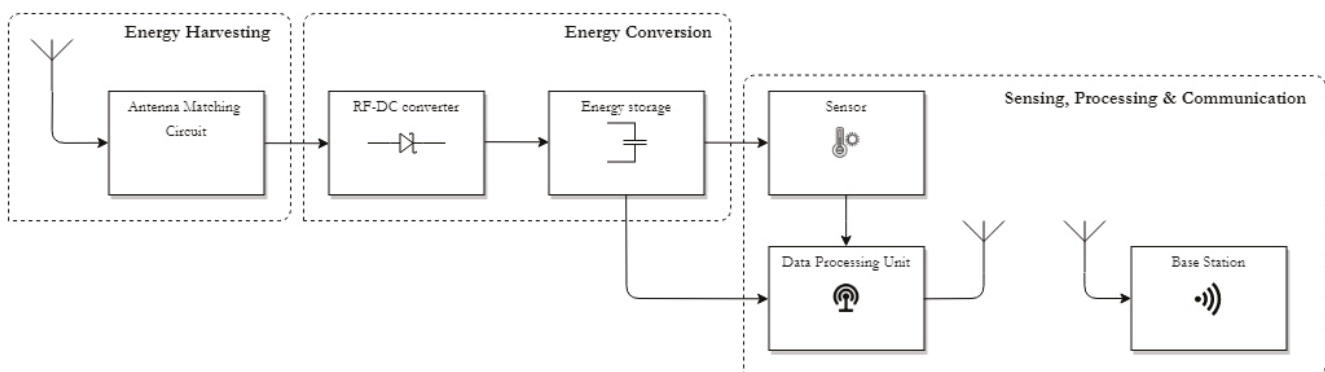 Energy Harvesting
Energy Conversion
Antenna Matching
Circuit
RF-DC converter
Energy storage
Sensor
Sensing, Processing & Communication
Data Processing Unit
Base Station